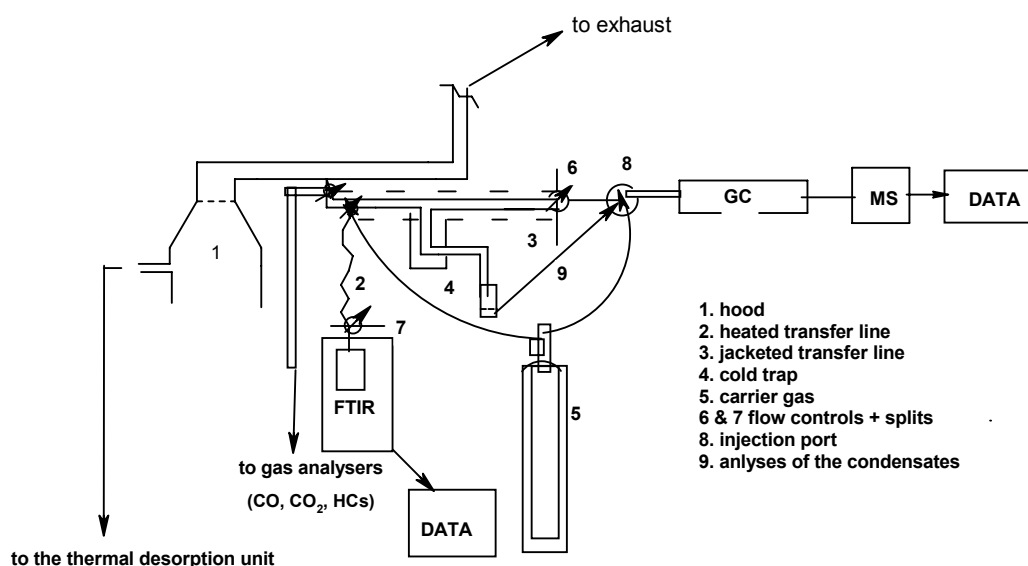 to exhaust
6
8
GC
MS
DATA
1
3
2
9
4
7
FTIR
5
1. hood
2. heated transfer line
3. jacketed transfer line
4. cold trap
5. carrier gas
6 & 7 flow controls + splits
8. injection port
9. anlyses of the condensates
to gas analysers
(CO, CO₂, HCs)
DATA
to the thermal desorption unit